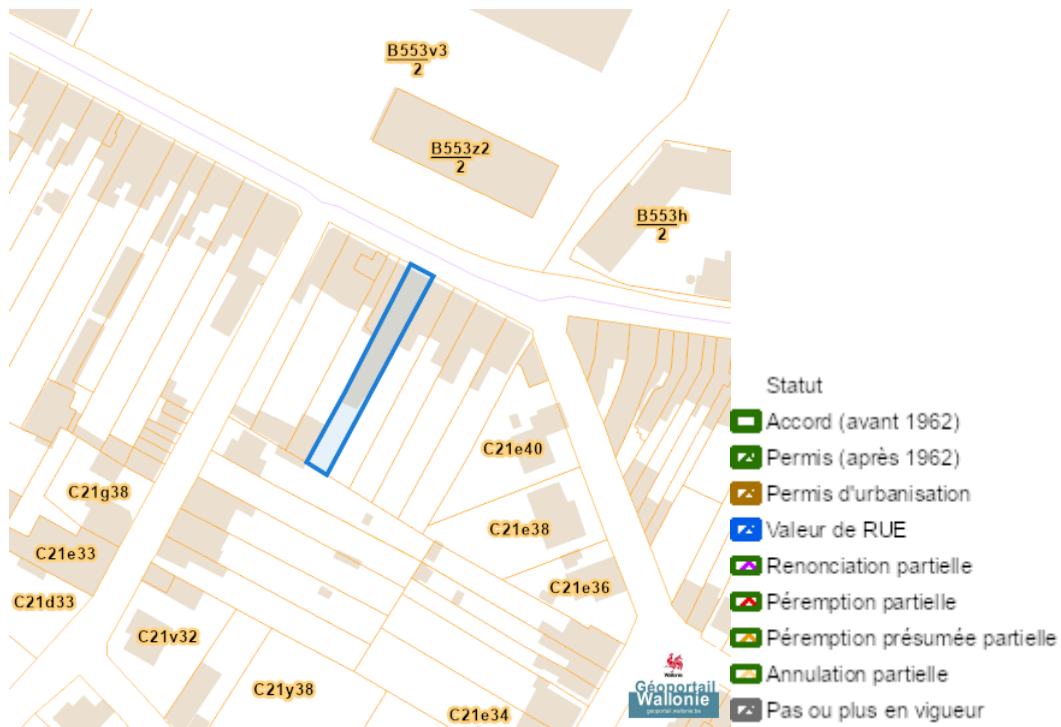 B553v3
2
B553z2
2
B553h
2
C21e40
C21g38
C21e38
C21e33
C21e36
C21d33
C21v32
C21y38
C21e34
Wallonie
Géoportail
Wallonie
geoportail.wallonie.be
Statut
Accord (avant 1962)
Permis (après 1962)
Permis d'urbanisation
Valeur de RUE
Renonciation partielle
Péremption partielle
Péremption présumée partielle
Annulation partielle
Pas ou plus en vigueur